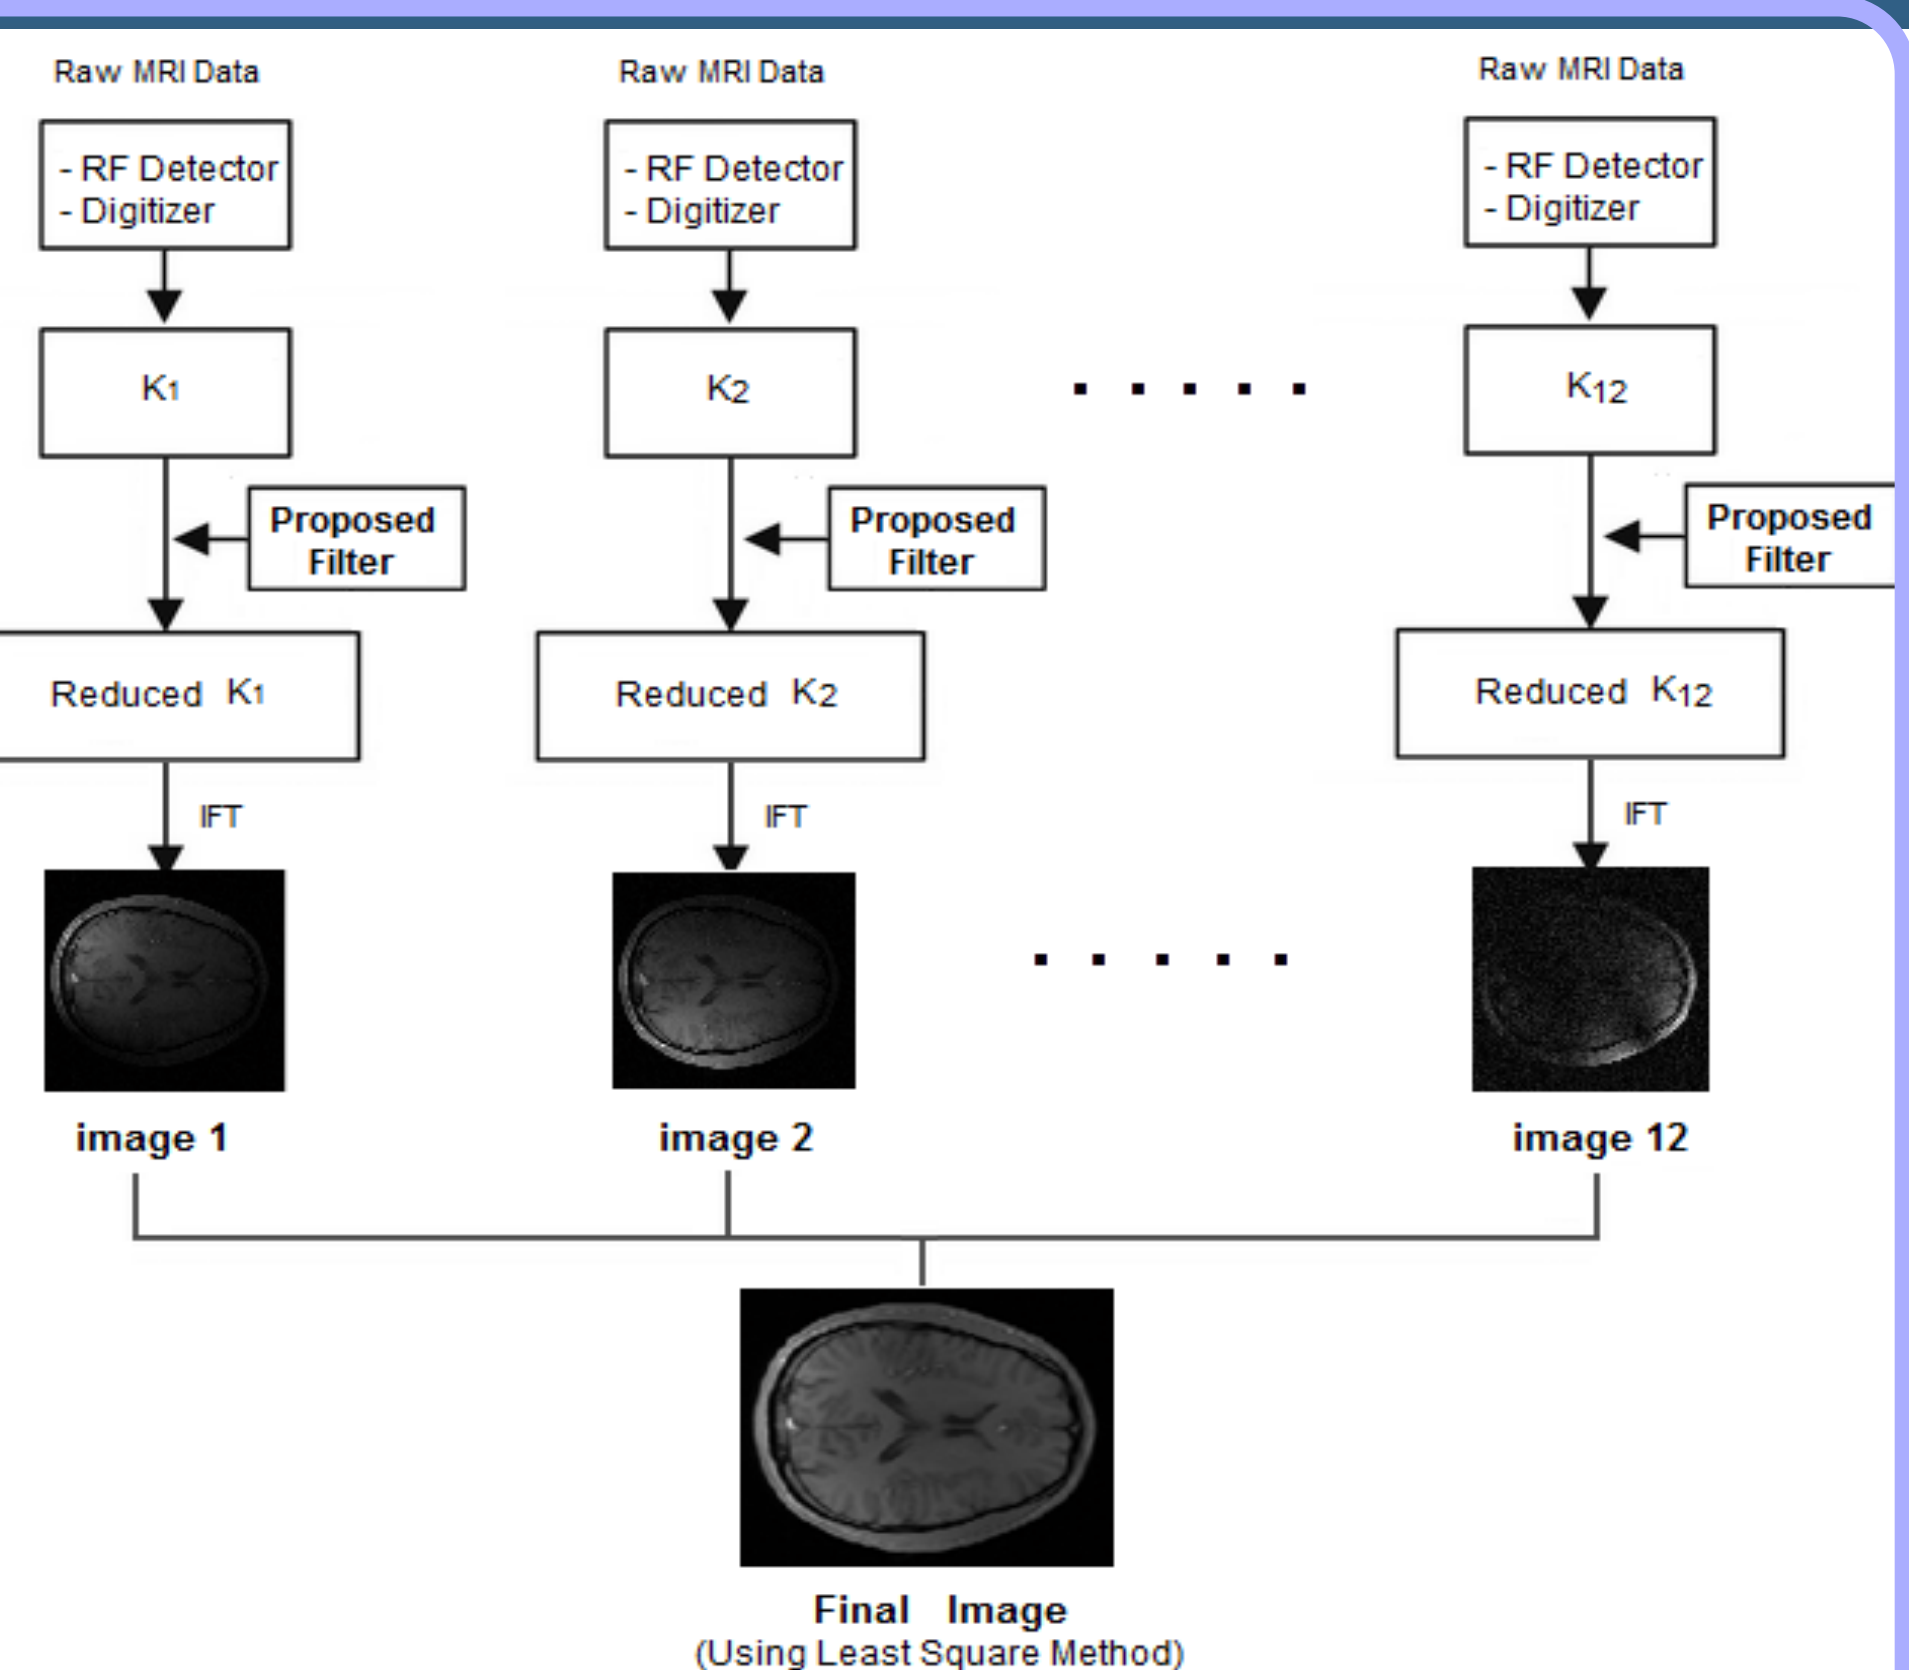 Raw MRI Data
Raw MRI Data
Raw MRI Data
- RF Detector
- Digitizer
- RF Detector
- Digitizer
- RF Detector
- Digitizer
K1
K2
K12
Proposed
Filter
Proposed
Filter
Proposed
Filter
Reduced K1
Reduced K2
Reduced K12
IFT
IFT
IFT
image 1
image 2
image 12
Final Image
(Using Least Square Method)